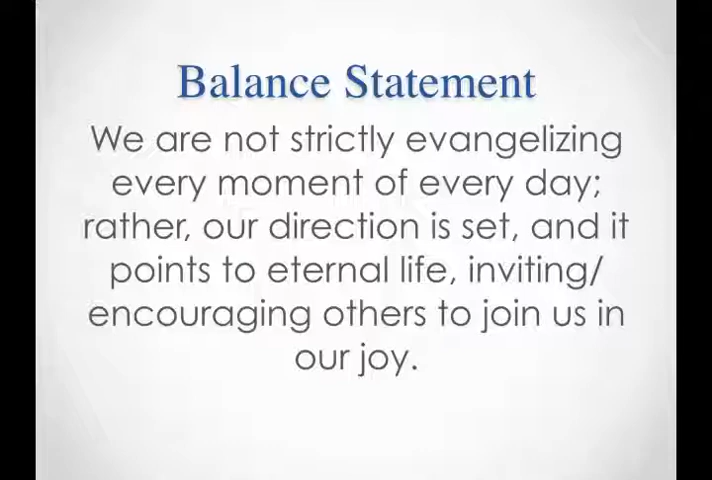 Balance Statement
We are not strictly evangelizing
every moment of every day;
rather, our direction is set, and it
points to eternal life, inviting/
encouraging others to join us in
our joy.